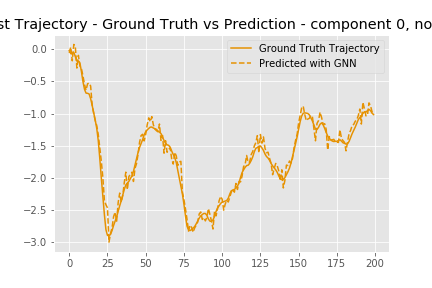 st Trajectory - Ground Truth vs Prediction - component 0, no
Ground Truth Trajectory
Predicted with GNN
0.0
−0.5
−1.0
−1.5
−2.0
−2.5
−3.0
0 25 50 75 100 125 150 175 200